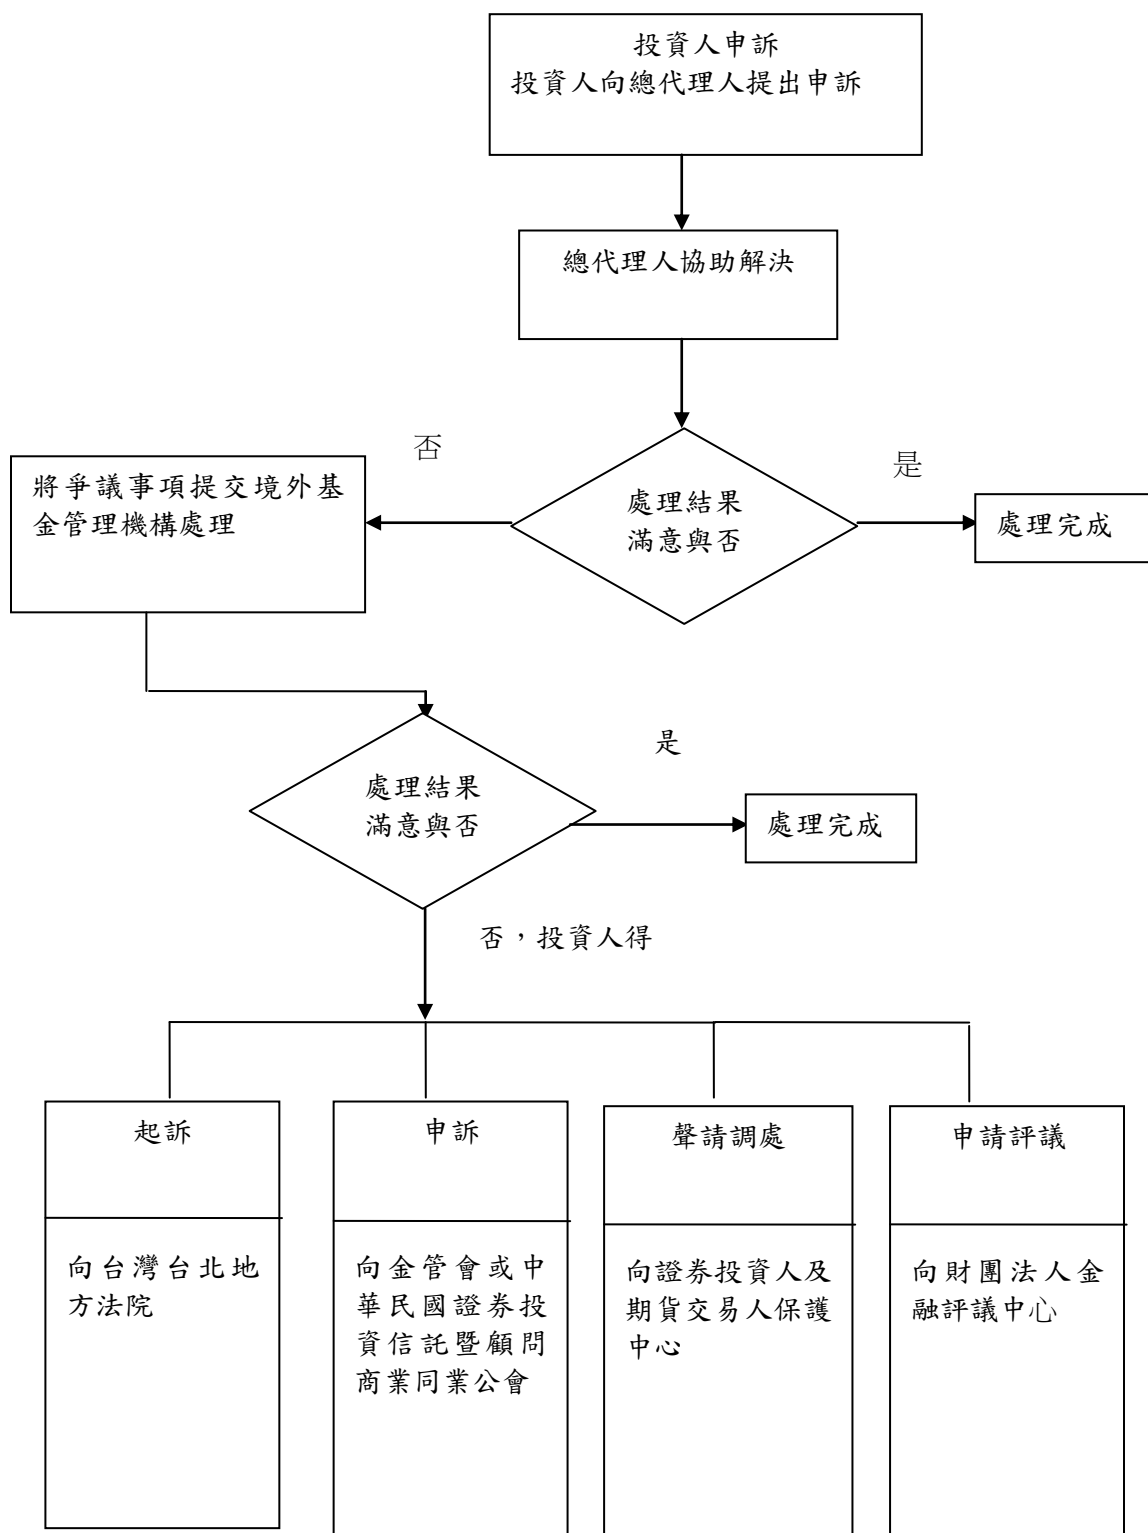 投資人申訴
投資人向總代理人提出申訴
總代理人協助解決
否
是
將爭議事項提交境外基
金管理機構處理
處理結果
滿意與否
處理完成
是
處理結果
滿意與否
處理完成
否，投資人得
起訴
申訴
聲請調處
申請評議
向台灣台北地
方法院
向金管會或中
華民國證券投
資信託暨顧問
商業同業公會
向證券投資人及
期貨交易人保護
中心
向財團法人金
融評議中心